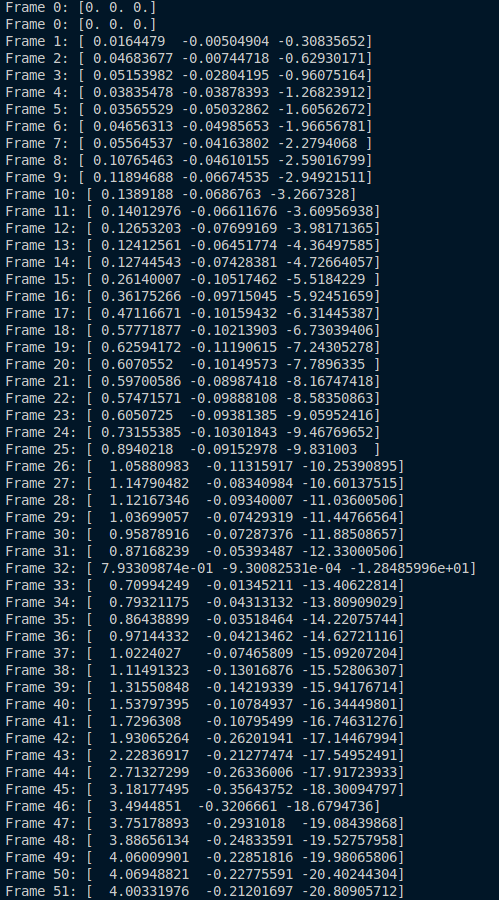 Frame 0: [0. 0. 0.]
Frame 0: [0. 0. 0.]
Frame 1: [ 0.0164479  -0.00504904 -0.30835652]
Frame 2: [ 0.04683677 -0.00744718 -0.62930171]
Frame 3: [ 0.05153982 -0.02804195 -0.96075164]
Frame 4: [ 0.03835478 -0.03878393 -1.26823912]
Frame 5: [ 0.03565529 -0.05032862 -1.60562672]
Frame 6: [ 0.04656313 -0.04985653 -1.96656781]
Frame 7: [ 0.05564537 -0.04163802 -2.2794068 ]
Frame 8: [ 0.10765463 -0.04610155 -2.59016799]
Frame 9: [ 0.11894688 -0.06674535 -2.94921511]
Frame 10: [ 0.1389188 -0.0686763 -3.2667328]
Frame 11: [ 0.14012976 -0.06611676 -3.60956938]
Frame 12: [ 0.12653203 -0.07699169 -3.98171365]
Frame 13: [ 0.12412561 -0.06451774 -4.36497585]
Frame 14: [ 0.12744543 -0.07428381 -4.72664057]
Frame 15: [ 0.26140007 -0.10517462 -5.5184229 ]
Frame 16: [ 0.36175266 -0.09715045 -5.92451659]
Frame 17: [ 0.47116671 -0.10159432 -6.31445387]
Frame 18: [ 0.57771877 -0.10213903 -6.73039406]
Frame 19: [ 0.62594172 -0.11190615 -7.24305278]
Frame 20: [ 0.6070552  -0.10149573 -7.7896335 ]
Frame 21: [ 0.59700586 -0.08987418 -8.16747418]
Frame 22: [ 0.57471571 -0.09888108 -8.58350863]
Frame 23: [ 0.6050725  -0.09381385 -9.05952416]
Frame 24: [ 0.73155385 -0.10301843 -9.46769652]
Frame 25: [ 0.8940218  -0.09152978 -9.831003  ]
Frame 26: [  1.05880983  -0.11315917 -10.25390895]
Frame 27: [  1.14790482  -0.08340984 -10.60137515]
Frame 28: [  1.12167346  -0.09340007 -11.03600506]
Frame 29: [  1.03699057  -0.07429319 -11.44766564]
Frame 30: [  0.95878916  -0.07287376 -11.88508657]
Frame 31: [  0.87168239  -0.05393487 -12.33000506]
Frame 32: [ 7.93309874e-01 -9.30082531e-04 -1.28485996e+01]
Frame 33: [  0.70994249  -0.01345211 -13.40622814]
Frame 34: [  0.79321175  -0.04313132 -13.80909029]
Frame 35: [  0.86438899  -0.03518464 -14.22075744]
Frame 36: [  0.97144332  -0.04213462 -14.62721116]
Frame 37: [  1.0224027   -0.07465809 -15.09207204]
Frame 38: [  1.11491323  -0.13016876 -15.52806307]
Frame 39: [  1.31550848  -0.14219339 -15.94176714]
Frame 40: [  1.53797395  -0.10784937 -16.34449801]
Frame 41: [  1.7296308   -0.10795499 -16.74631276]
Frame 42: [  1.93065264  -0.26201941 -17.14467994]
Frame 43: [  2.22836917  -0.21277474 -17.54952491]
Frame 44: [  2.71327299  -0.26336006 -17.91723933]
Frame 45: [  3.18177495  -0.35643752 -18.30094797]
Frame 46: [  3.4944851   -0.3206661 -18.6794736]
Frame 47: [  3.75178893  -0.2931018  -19.08439868]
Frame 48: [  3.88656134  -0.24833591 -19.52757958]
Frame 49: [  4.06009901  -0.22851816 -19.98065806]
Frame 50: [  4.06948821  -0.22775591 -20.40244304]
Frame 51: [  4.00331976  -0.21201697 -20.80905712]